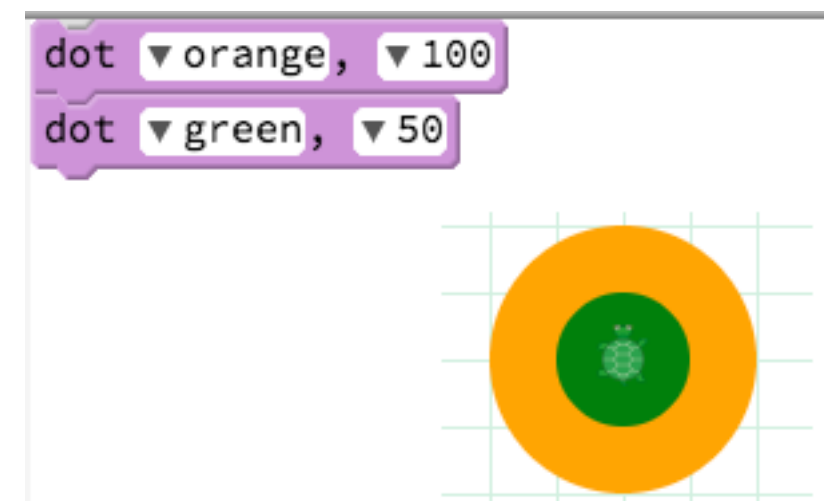 dot ▼ orange, ▼ 100
dot ▼ green, ▼ 50